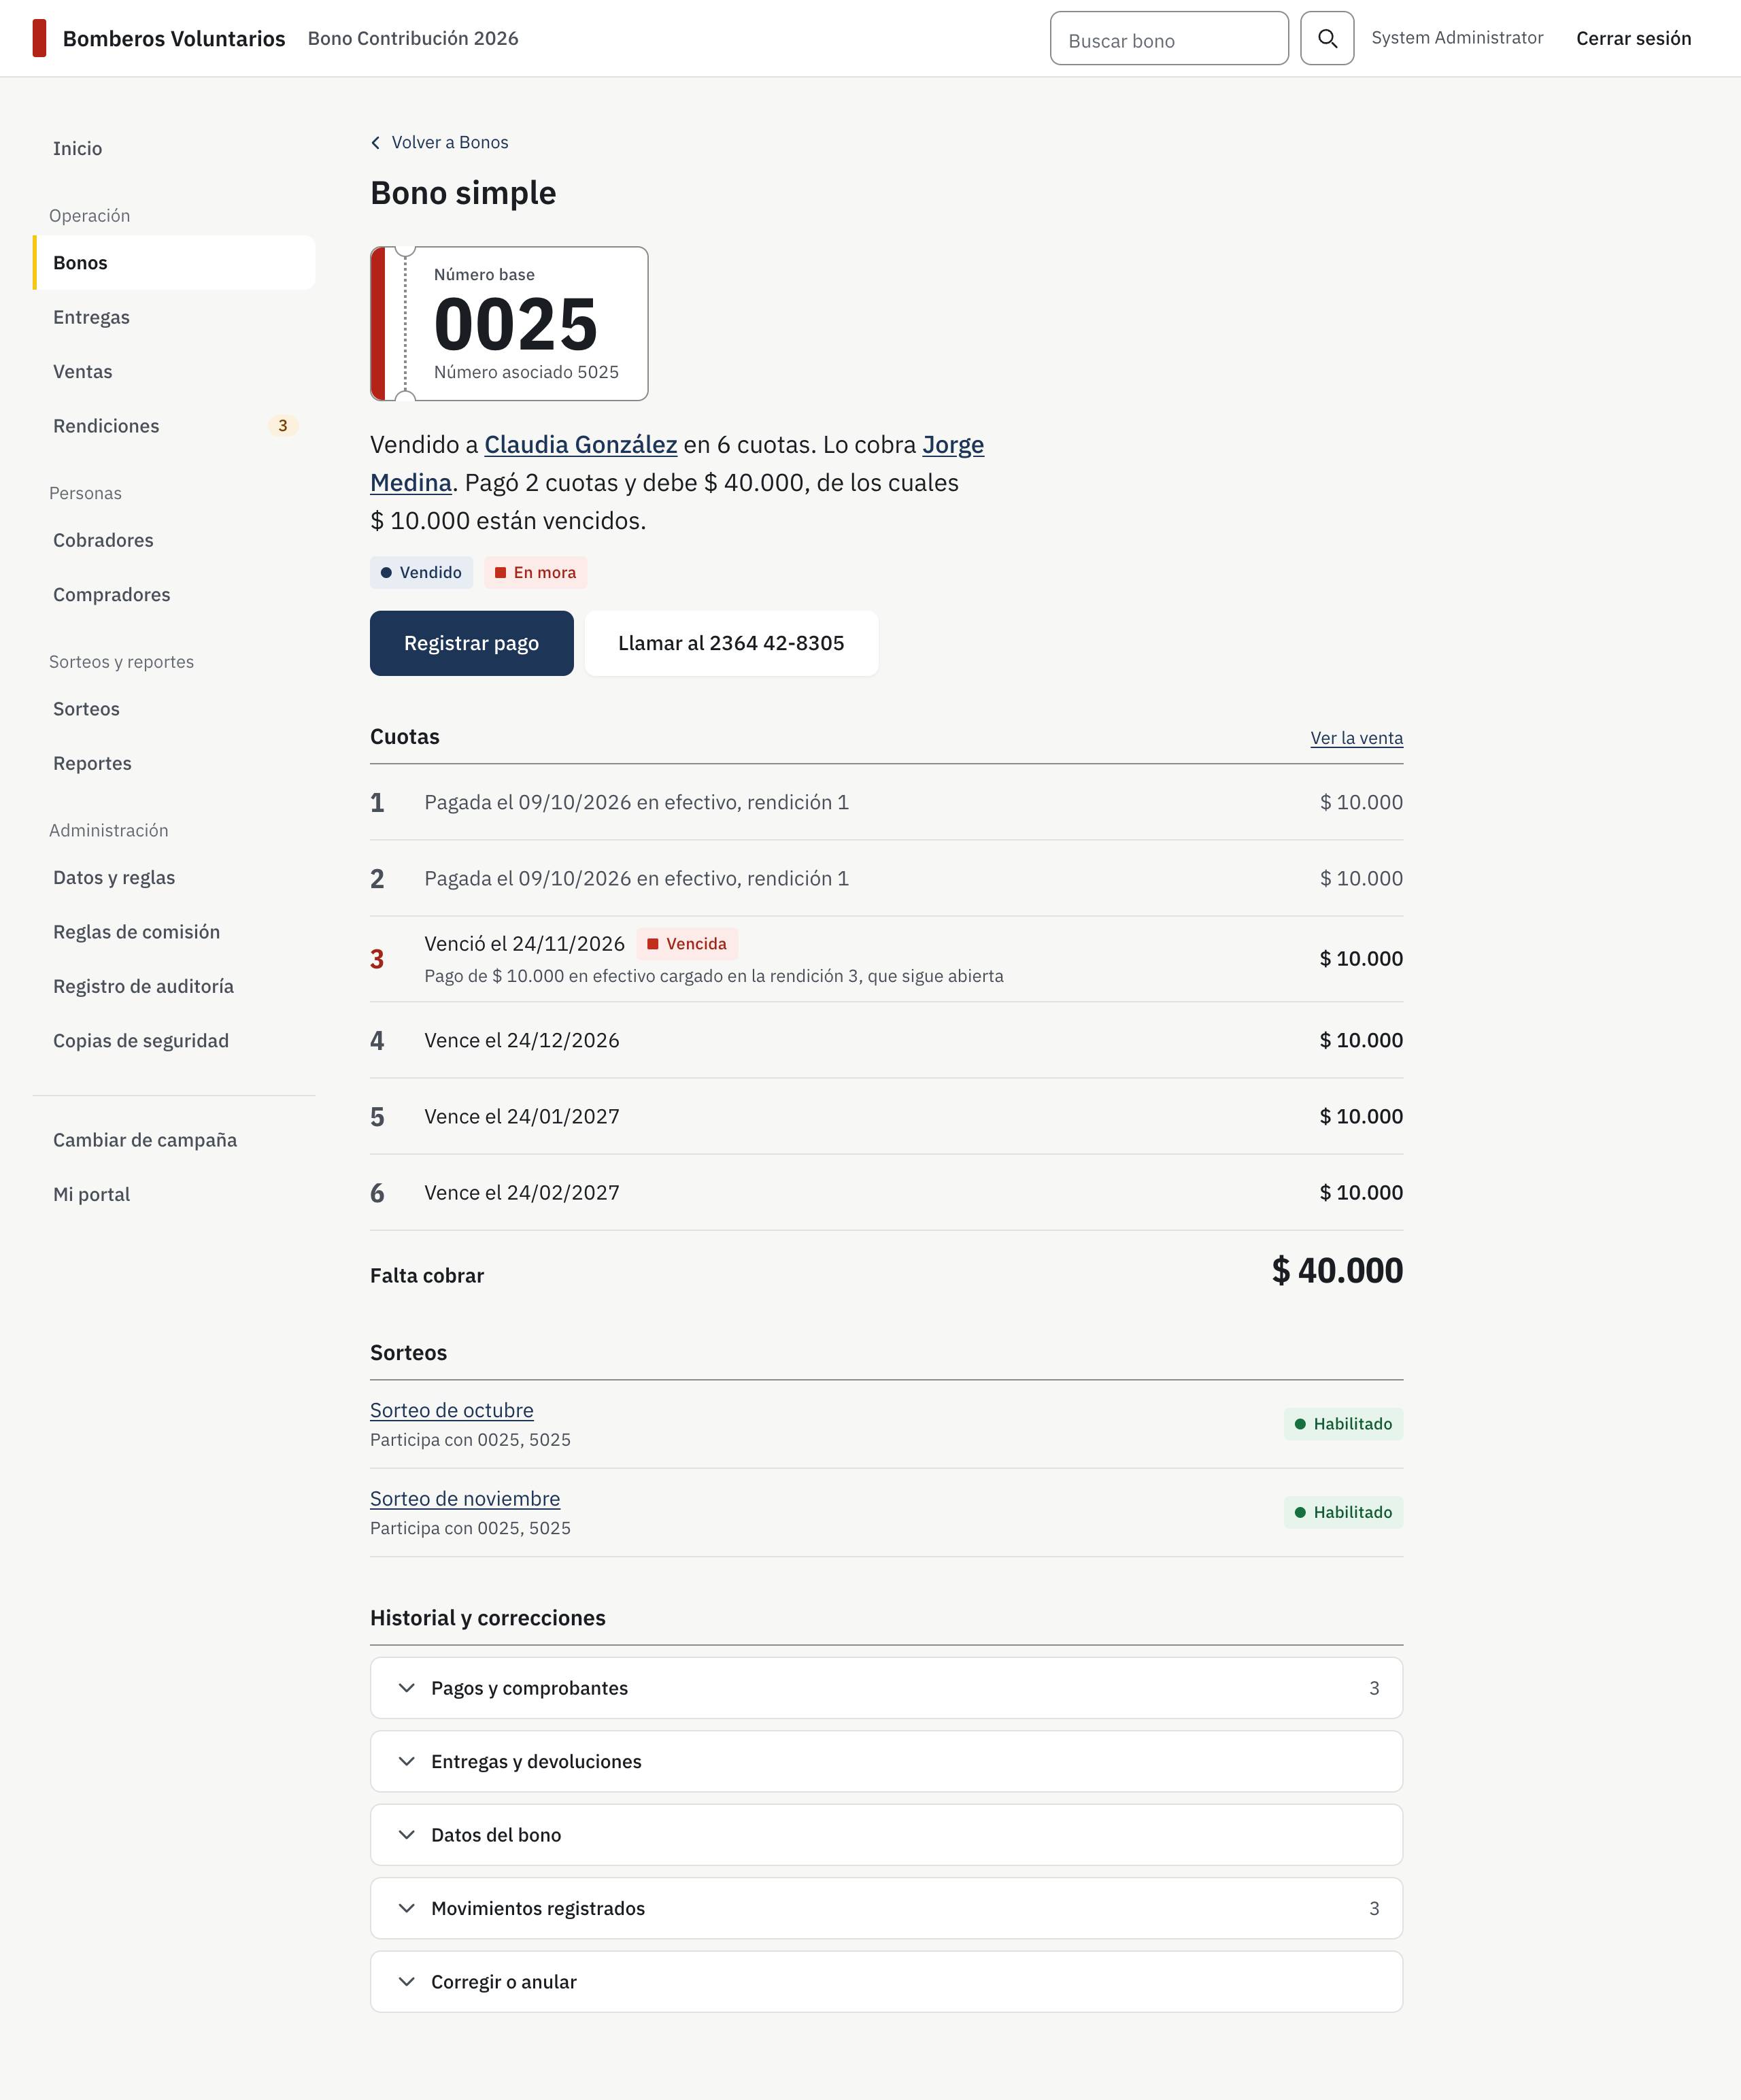 Bomberos Voluntarios Bono Contribución 2026 Buscar bono System Administrator Cerrar sesión
Inicio
Operación
Bonos
Entregas
Ventas
Rendiciones 3
Personas
Cobradores
Compradores
Sorteos y reportes
Sorteos
Reportes
Administración
Datos y reglas
Reglas de comisión
Registro de auditoría
Copias de seguridad
Cambiar de campaña
Mi portal
Volver a Bonos
Bono simple
Número base
0025
Número asociado 5025
Vendido a Claudia González en 6 cuotas. Lo cobra Jorge
Medina. Pagó 2 cuotas y debe $ 40.000, de los cuales
$ 10.000 están vencidos.
Vendido En mora
Registrar pago Llamar al 2364 42-8305
Cuotas Ver la venta
1 Pagada el 09/10/2026 en efectivo, rendición 1 $ 10.000
2 Pagada el 09/10/2026 en efectivo, rendición 1 $ 10.000
3 Venció el 24/11/2026 Vencida $ 10.000
Pago de $ 10.000 en efectivo cargado en la rendición 3, que sigue abierta
4 Vence el 24/12/2026 $ 10.000
5 Vence el 24/01/2027 $ 10.000
6 Vence el 24/02/2027 $ 10.000
Falta cobrar $ 40.000
Sorteos
Sorteo de octubre Habilitado
Participa con 0025, 5025
Sorteo de noviembre Habilitado
Participa con 0025, 5025
Historial y correcciones
Pagos y comprobantes 3
Entregas y devoluciones
Datos del bono
Movimientos registrados 3
Corregir o anular